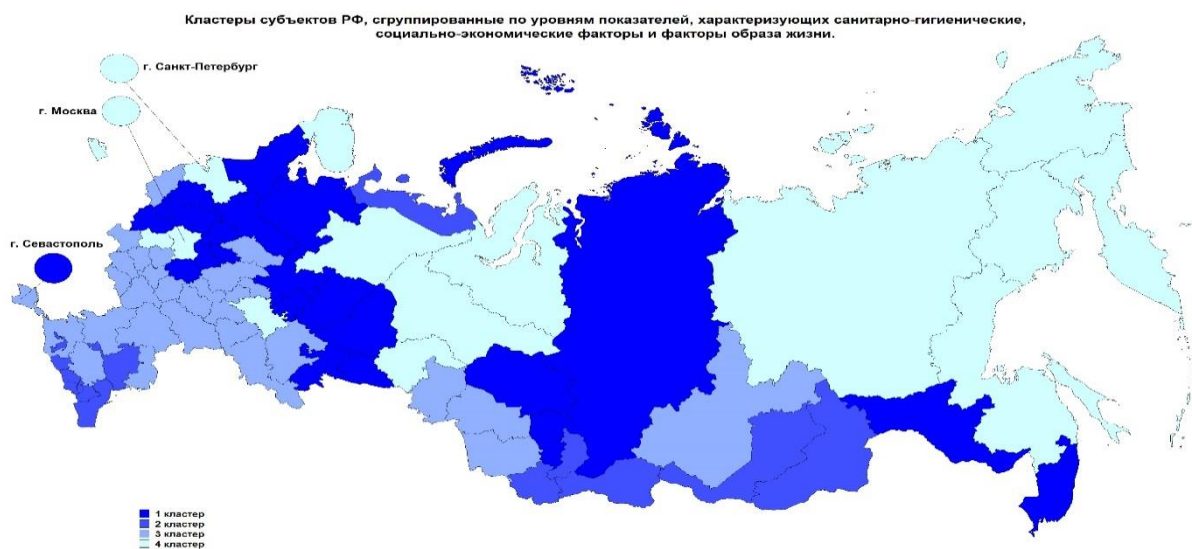 Кластеры субъектов РФ, сгруппированные по уровням показателей, характеризующих санитарно-гигиенические,
социально-экономические факторы и факторы образа жизни.
г. Санкт-Петербург
г. Москва
г. Севастополь
1 кластер
2 кластер
3 кластер
4 кластер